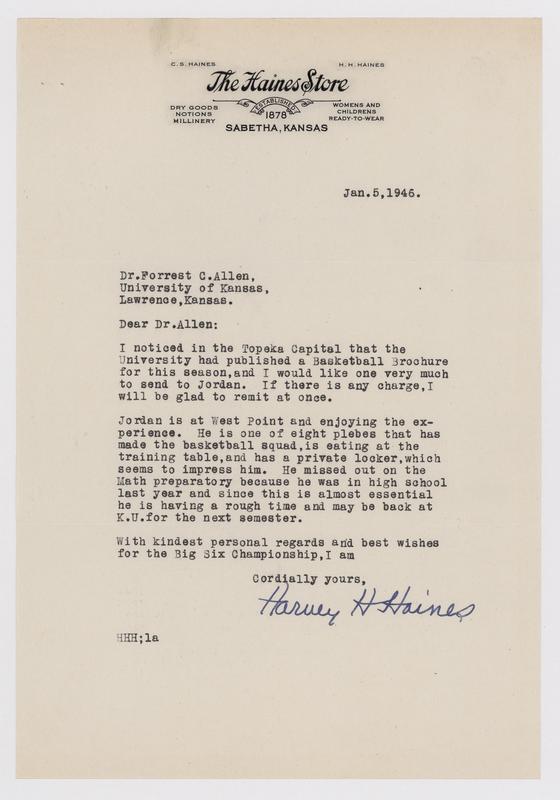 C. S. HAINES
H. H. HAINES
The Haines Store
ESTABLISHED
1878
DRY GOODS
NOTIONS
MILLINERY
WOMENS AND
CHILDRENS
READY-TO-WEAR
SABETHA, KANSAS
Jan.5,1946.
Dr.Forrest C.Allen,
University of Kansas,
Lawrence,Kansas.
Dear Dr.Allen:
I noticed in the Topeka Capital that the
University had published a Basketball Brochure
for this season,and I would like one very much
to send to Jordan.  If there is any charge,I
will be glad to remit at once.
Jordan is at West Point and enjoying the ex-
perience.  He is one of eight plebes that has
made the basketball squad,is eating at the
training table,and has a private locker,which
seems to impress him.  He missed out on the
Math preparatory because he was in high school
last year and since this is almost essential
he is having a rough time and may be back at
K.U.for the next semester.
With kindest personal regards and best wishes
for the Big Six Championship,I am
Cordially yours,
Harvey H Haines
HHH;la